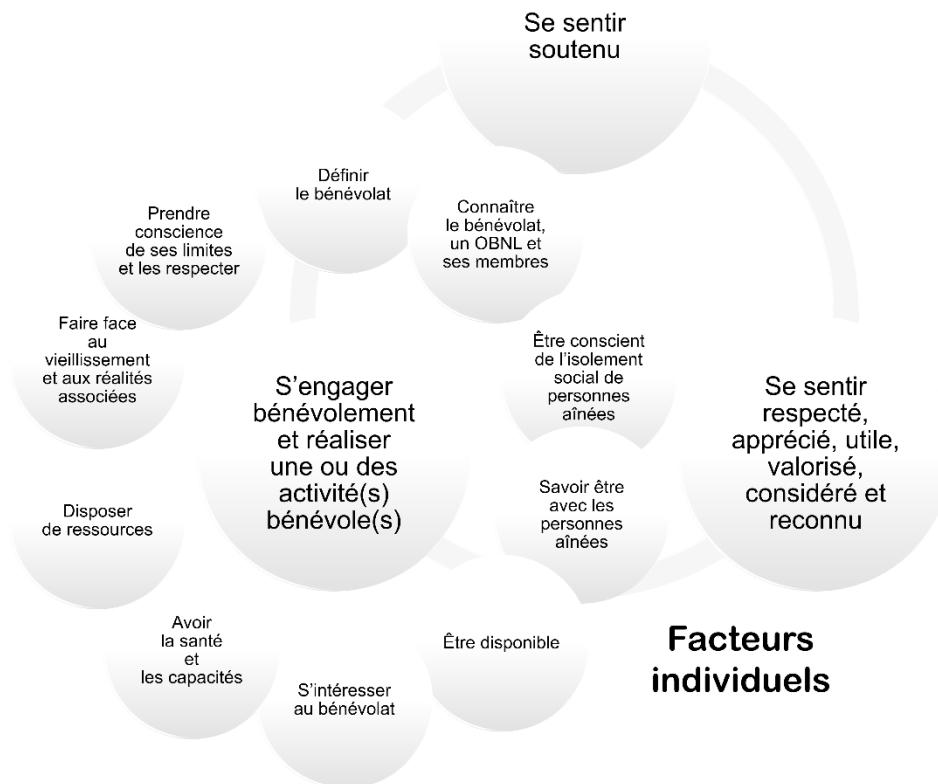 Se sentir
soutenu
Définir
le bénévolat
Connaître
le bénévolat,
un OBNL et
ses membres
Prendre
conscience
de ses limites
et les respecter
Faire face
au
vieillissement
et aux réalités
associées
Être conscient
de l’isolement
social de
personnes
aînées
S’engager
bénévolement
et réaliser
une ou des
activité(s)
bénévole(s)
Se sentir
respecté,
apprécié, utile,
valorisé,
considéré et
reconnu
Savoir être
avec les
personnes
aînées
Disposer
de ressources
Avoir
la santé
et
les capacités
S’intéresser
au bénévolat
Être disponible
Facteurs
individuels